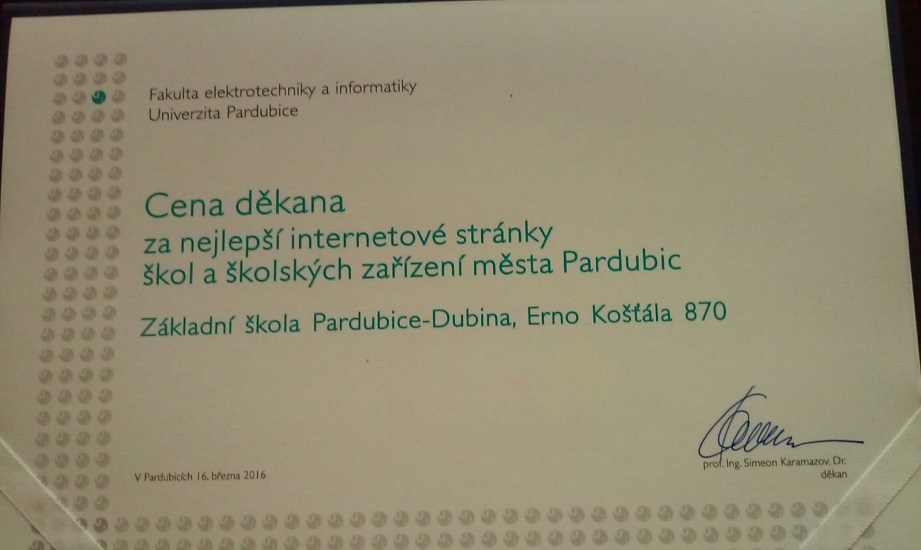 Fakulta elektrotechniky a informatiky
Univerzita Pardubice
Cena děkana
za nejlepší internetové stránky
škol a školských zařízení města Pardubic
Základní škola Pardubice-Dubina, Erno Košťála 870
prof. Ing. Simeon Karamazov, Dr.
děkan
V Pardubicích 16. března 2016